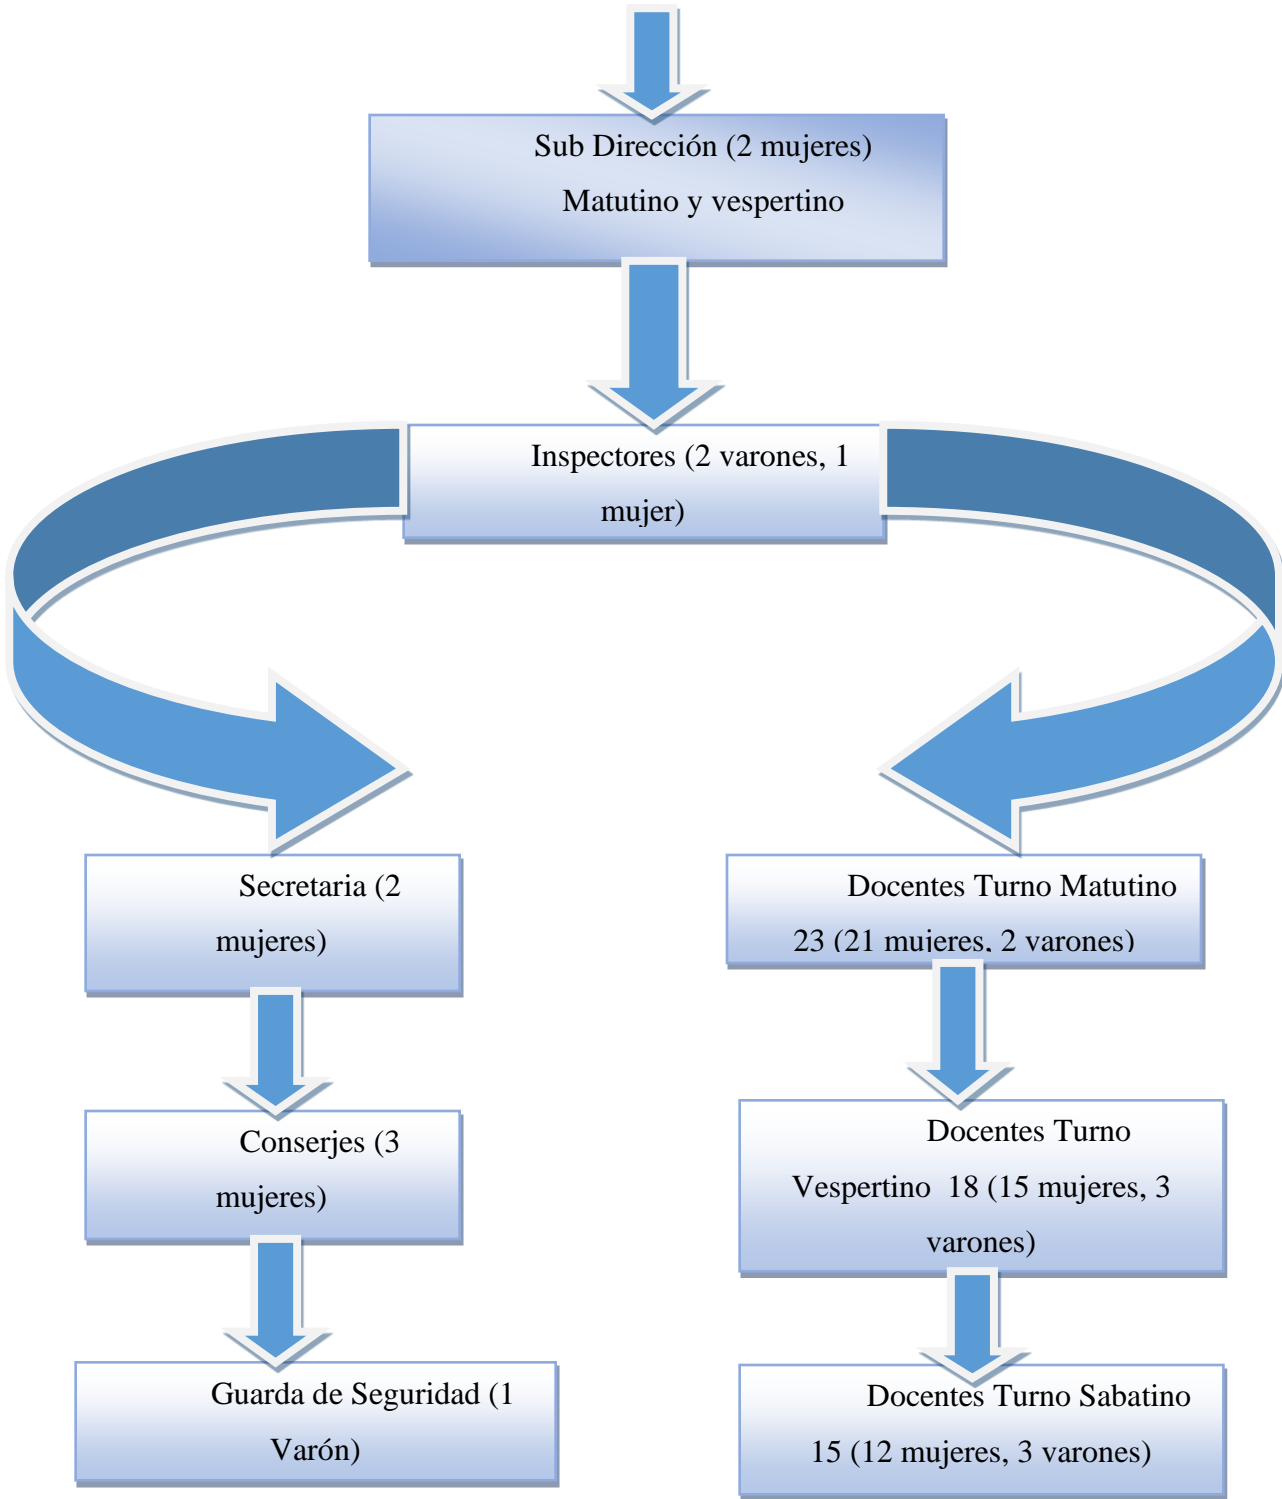 Sub Dirección (2 mujeres)
Matutino y vespertino
Inspectores (2 varones, 1
mujer)
Secretaria (2
mujeres)
Docentes Turno Matutino
23 (21 mujeres, 2 varones)
Conserjes (3
mujeres)
Docentes Turno
Vespertino  18 (15 mujeres, 3
varones)
Guarda de Seguridad (1
Varón)
Docentes Turno Sabatino
15 (12 mujeres, 3 varones)